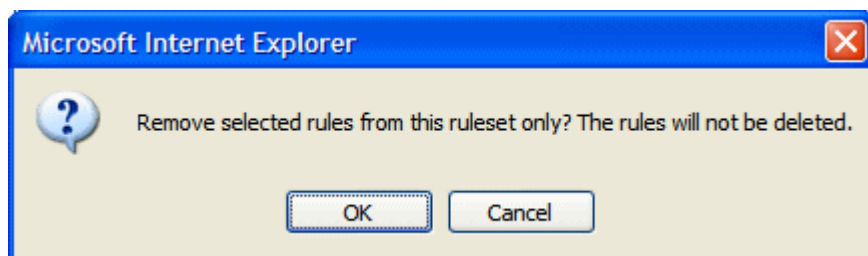 Microsoft Internet Explorer
Remove selected rules from this ruleset only? The rules will not be deleted.
OK
Cancel